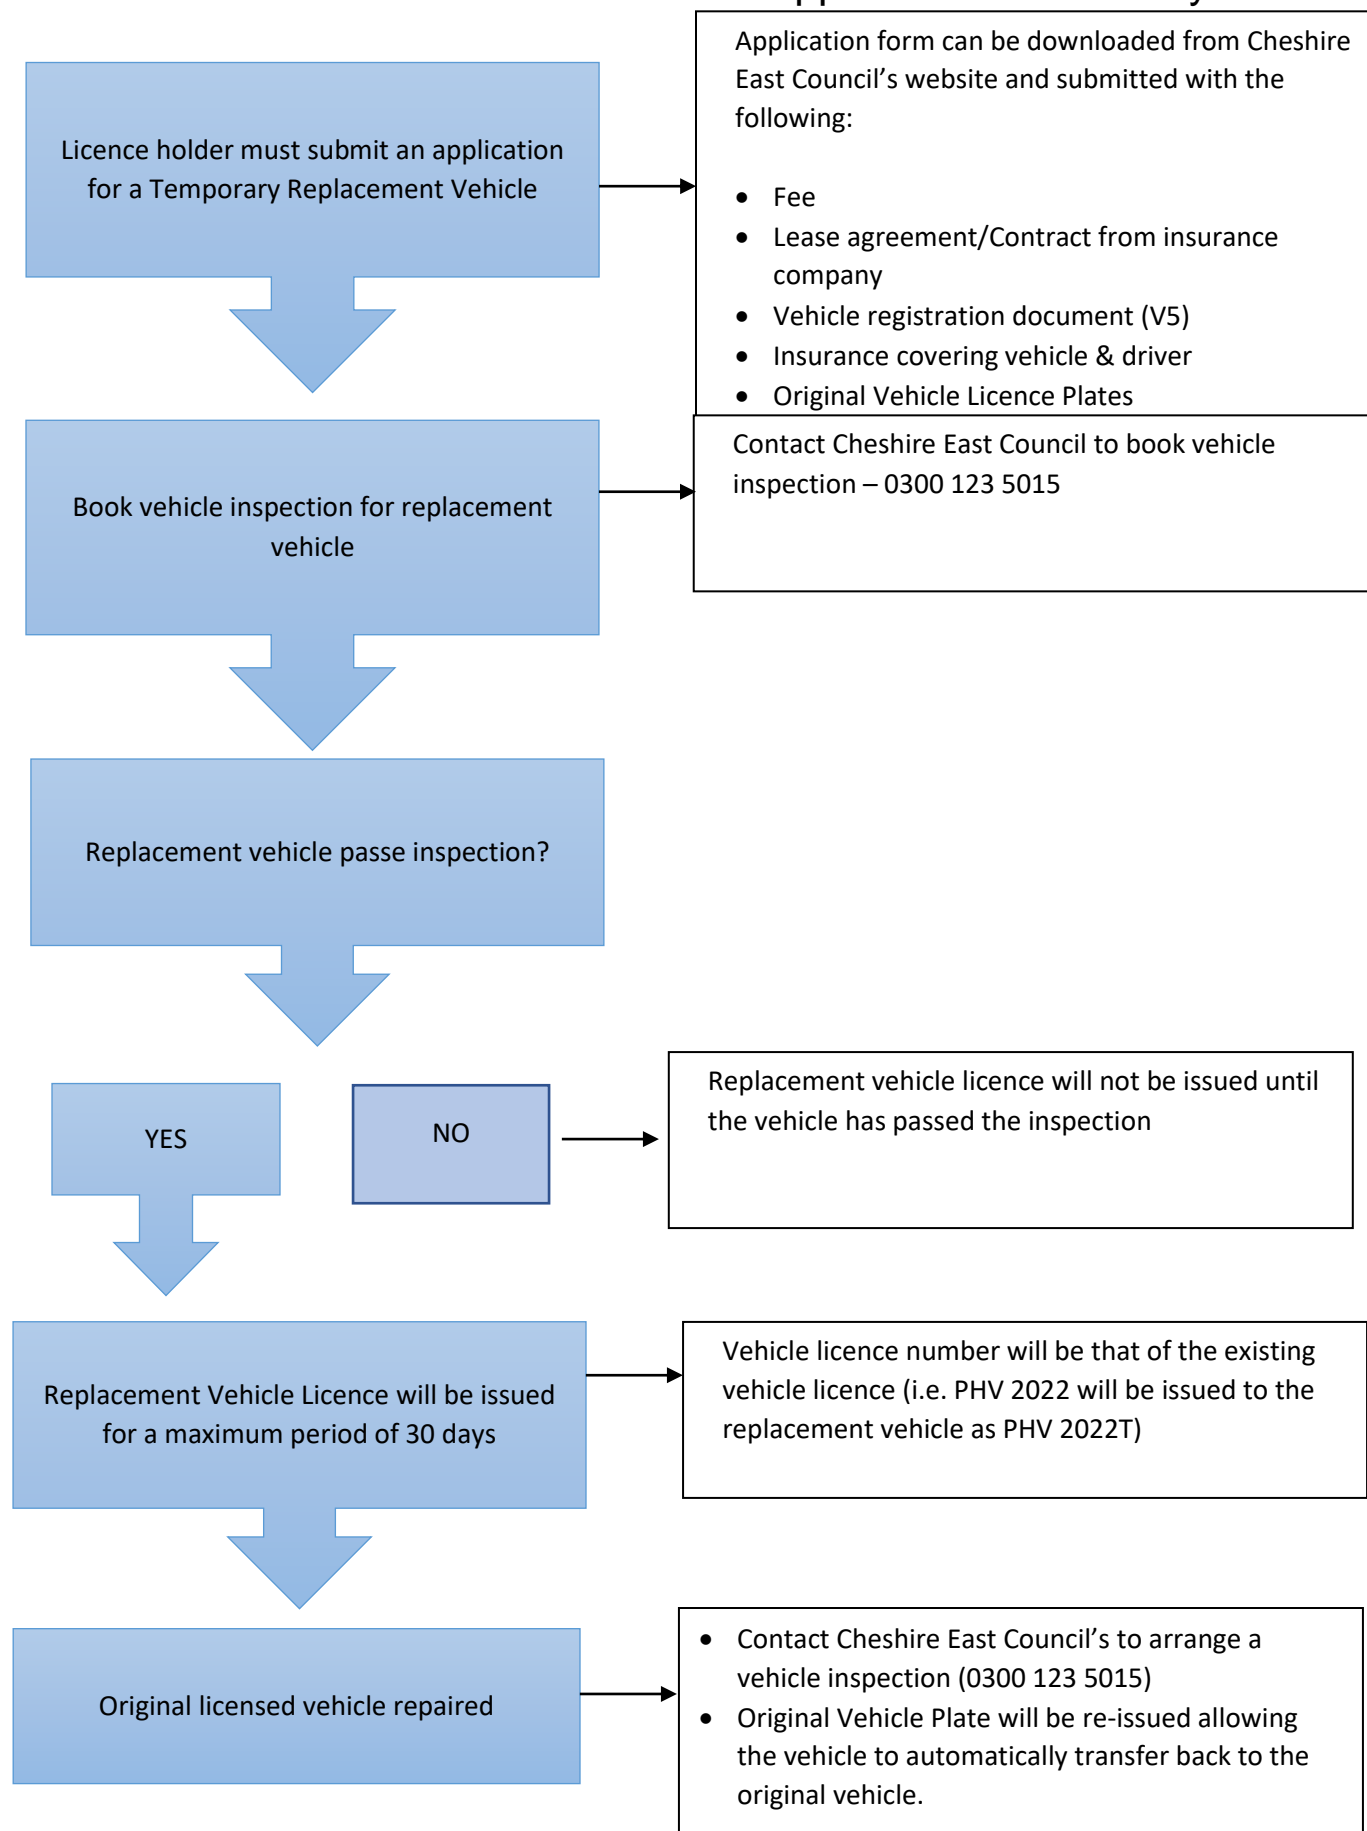 Licence holder must submit an application
for a Temporary Replacement Vehicle
Application form can be downloaded from Cheshire
East Council’s website and submitted with the
following:
• Fee
• Lease agreement/Contract from insurance
company
• Vehicle registration document (V5)
• Insurance covering vehicle & driver
• Original Vehicle Licence Plates
Book vehicle inspection for replacement
vehicle
Contact Cheshire East Council to book vehicle
inspection – 0300 123 5015
Replacement vehicle passe inspection?
YES
NO
Replacement vehicle licence will not be issued until
the vehicle has passed the inspection
Replacement Vehicle Licence will be issued
for a maximum period of 30 days
Vehicle licence number will be that of the existing
vehicle licence (i.e. PHV 2022 will be issued to the
replacement vehicle as PHV 2022T)
Original licensed vehicle repaired
• Contact Cheshire East Council’s to arrange a
vehicle inspection (0300 123 5015)
• Original Vehicle Plate will be re-issued allowing
the vehicle to automatically transfer back to the
original vehicle.